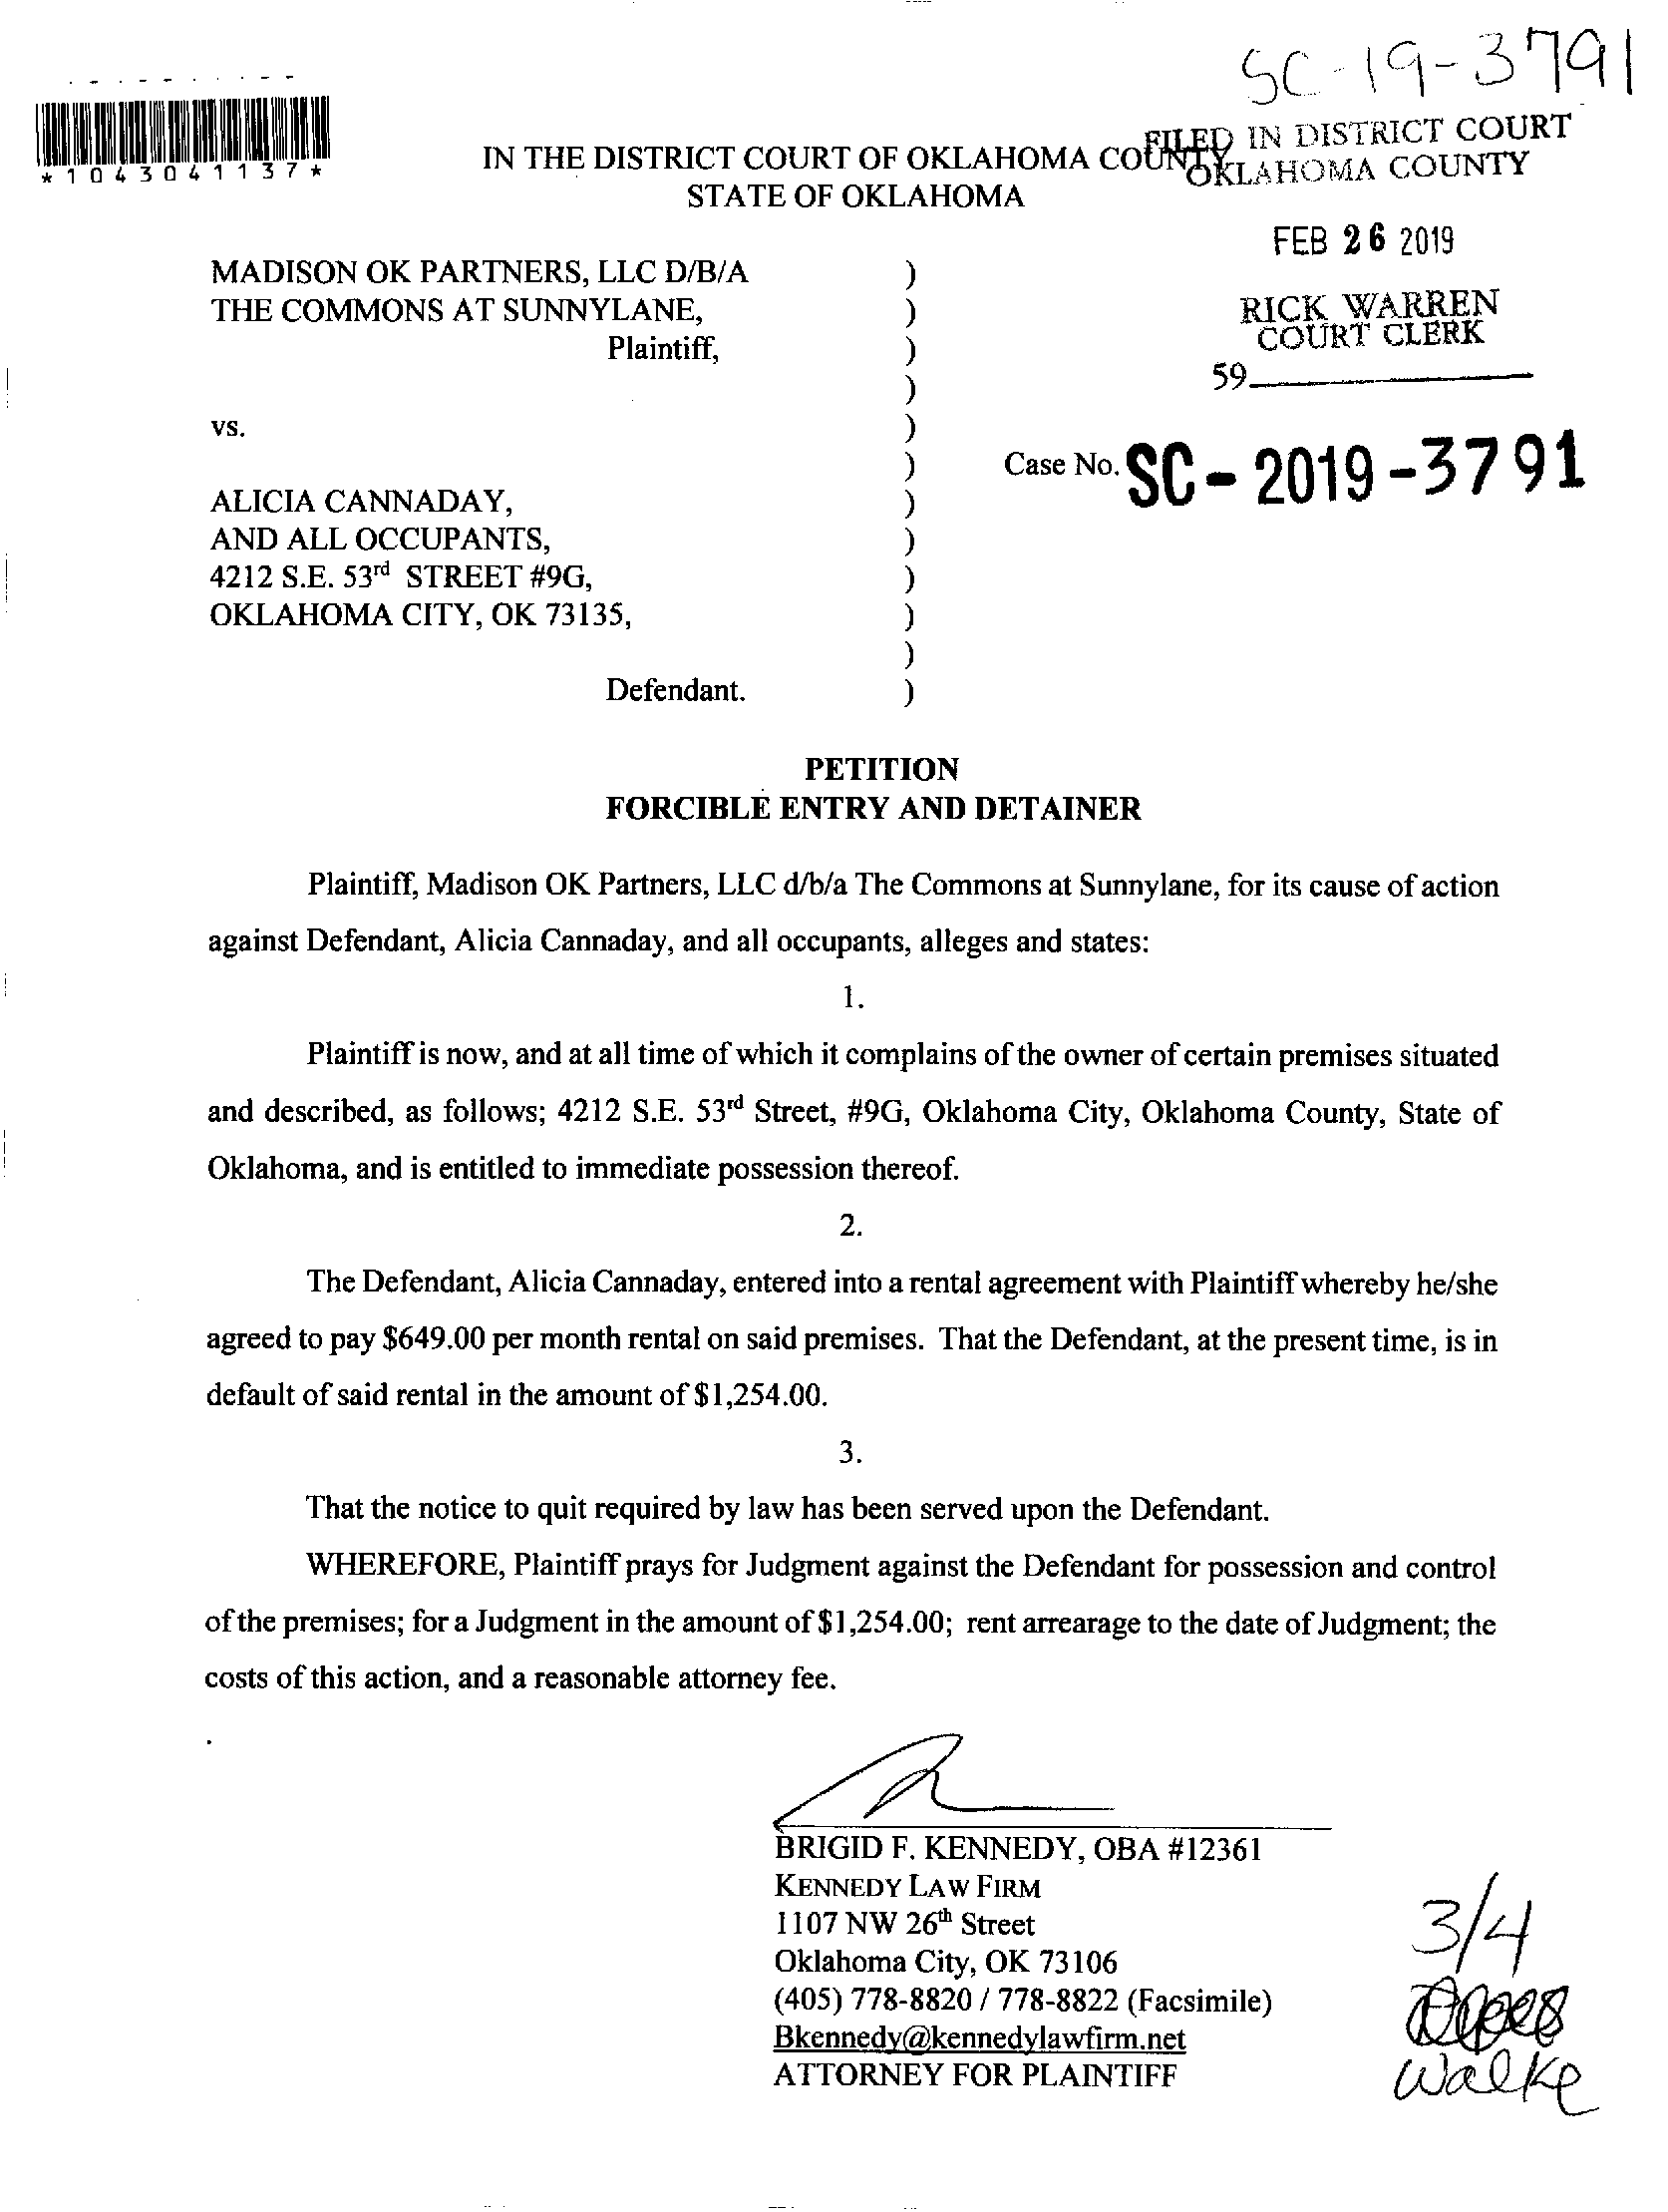 SC-19-3791
*1043041137*
FILED IN DISTRICT COURT
OKLAHOMA COUNTY
IN THE DISTRICT COURT OF OKLAHOMA COUNTY
STATE OF OKLAHOMA
FEB 26 2019
RICK WARREN
COURT CLERK
59
MADISON OK PARTNERS, LLC D/B/A )
THE COMMONS AT SUNNYLANE, )
Plaintiff, )
)
vs. )
) Case No. SC-2019-3791
ALICIA CANNADAY, )
AND ALL OCCUPANTS, )
4212 S.E. 53rd STREET #9G, )
OKLAHOMA CITY, OK 73135, )
)
Defendant. )
PETITION
FORCIBLE ENTRY AND DETAINER
Plaintiff, Madison OK Partners, LLC d/b/a The Commons at Sunnylane, for its cause of action
against Defendant, Alicia Cannaday, and all occupants, alleges and states:
1.
Plaintiff is now, and at all time of which it complains of the owner of certain premises situated
and described, as follows; 4212 S.E. 53rd Street, #9G, Oklahoma City, Oklahoma County, State of
Oklahoma, and is entitled to immediate possession thereof.
2.
The Defendant, Alicia Cannaday, entered into a rental agreement with Plaintiff whereby he/she
agreed to pay $649.00 per month rental on said premises. That the Defendant, at the present time, is in
default of said rental in the amount of $1,254.00.
3.
That the notice to quit required by law has been served upon the Defendant.
WHEREFORE, Plaintiff prays for Judgment against the Defendant for possession and control
of the premises; for a Judgment in the amount of $1,254.00; rent arrearage to the date of Judgment; the
costs of this action, and a reasonable attorney fee.
BRIGID F. KENNEDY, OBA #12361
KENNEDY LAW FIRM
1107 NW 26th Street
Oklahoma City, OK 73106
(405) 778-8820 / 778-8822 (Facsimile)
Bkennedy@kennedylawfirm.net
ATTORNEY FOR PLAINTIFF
3/4
Walke